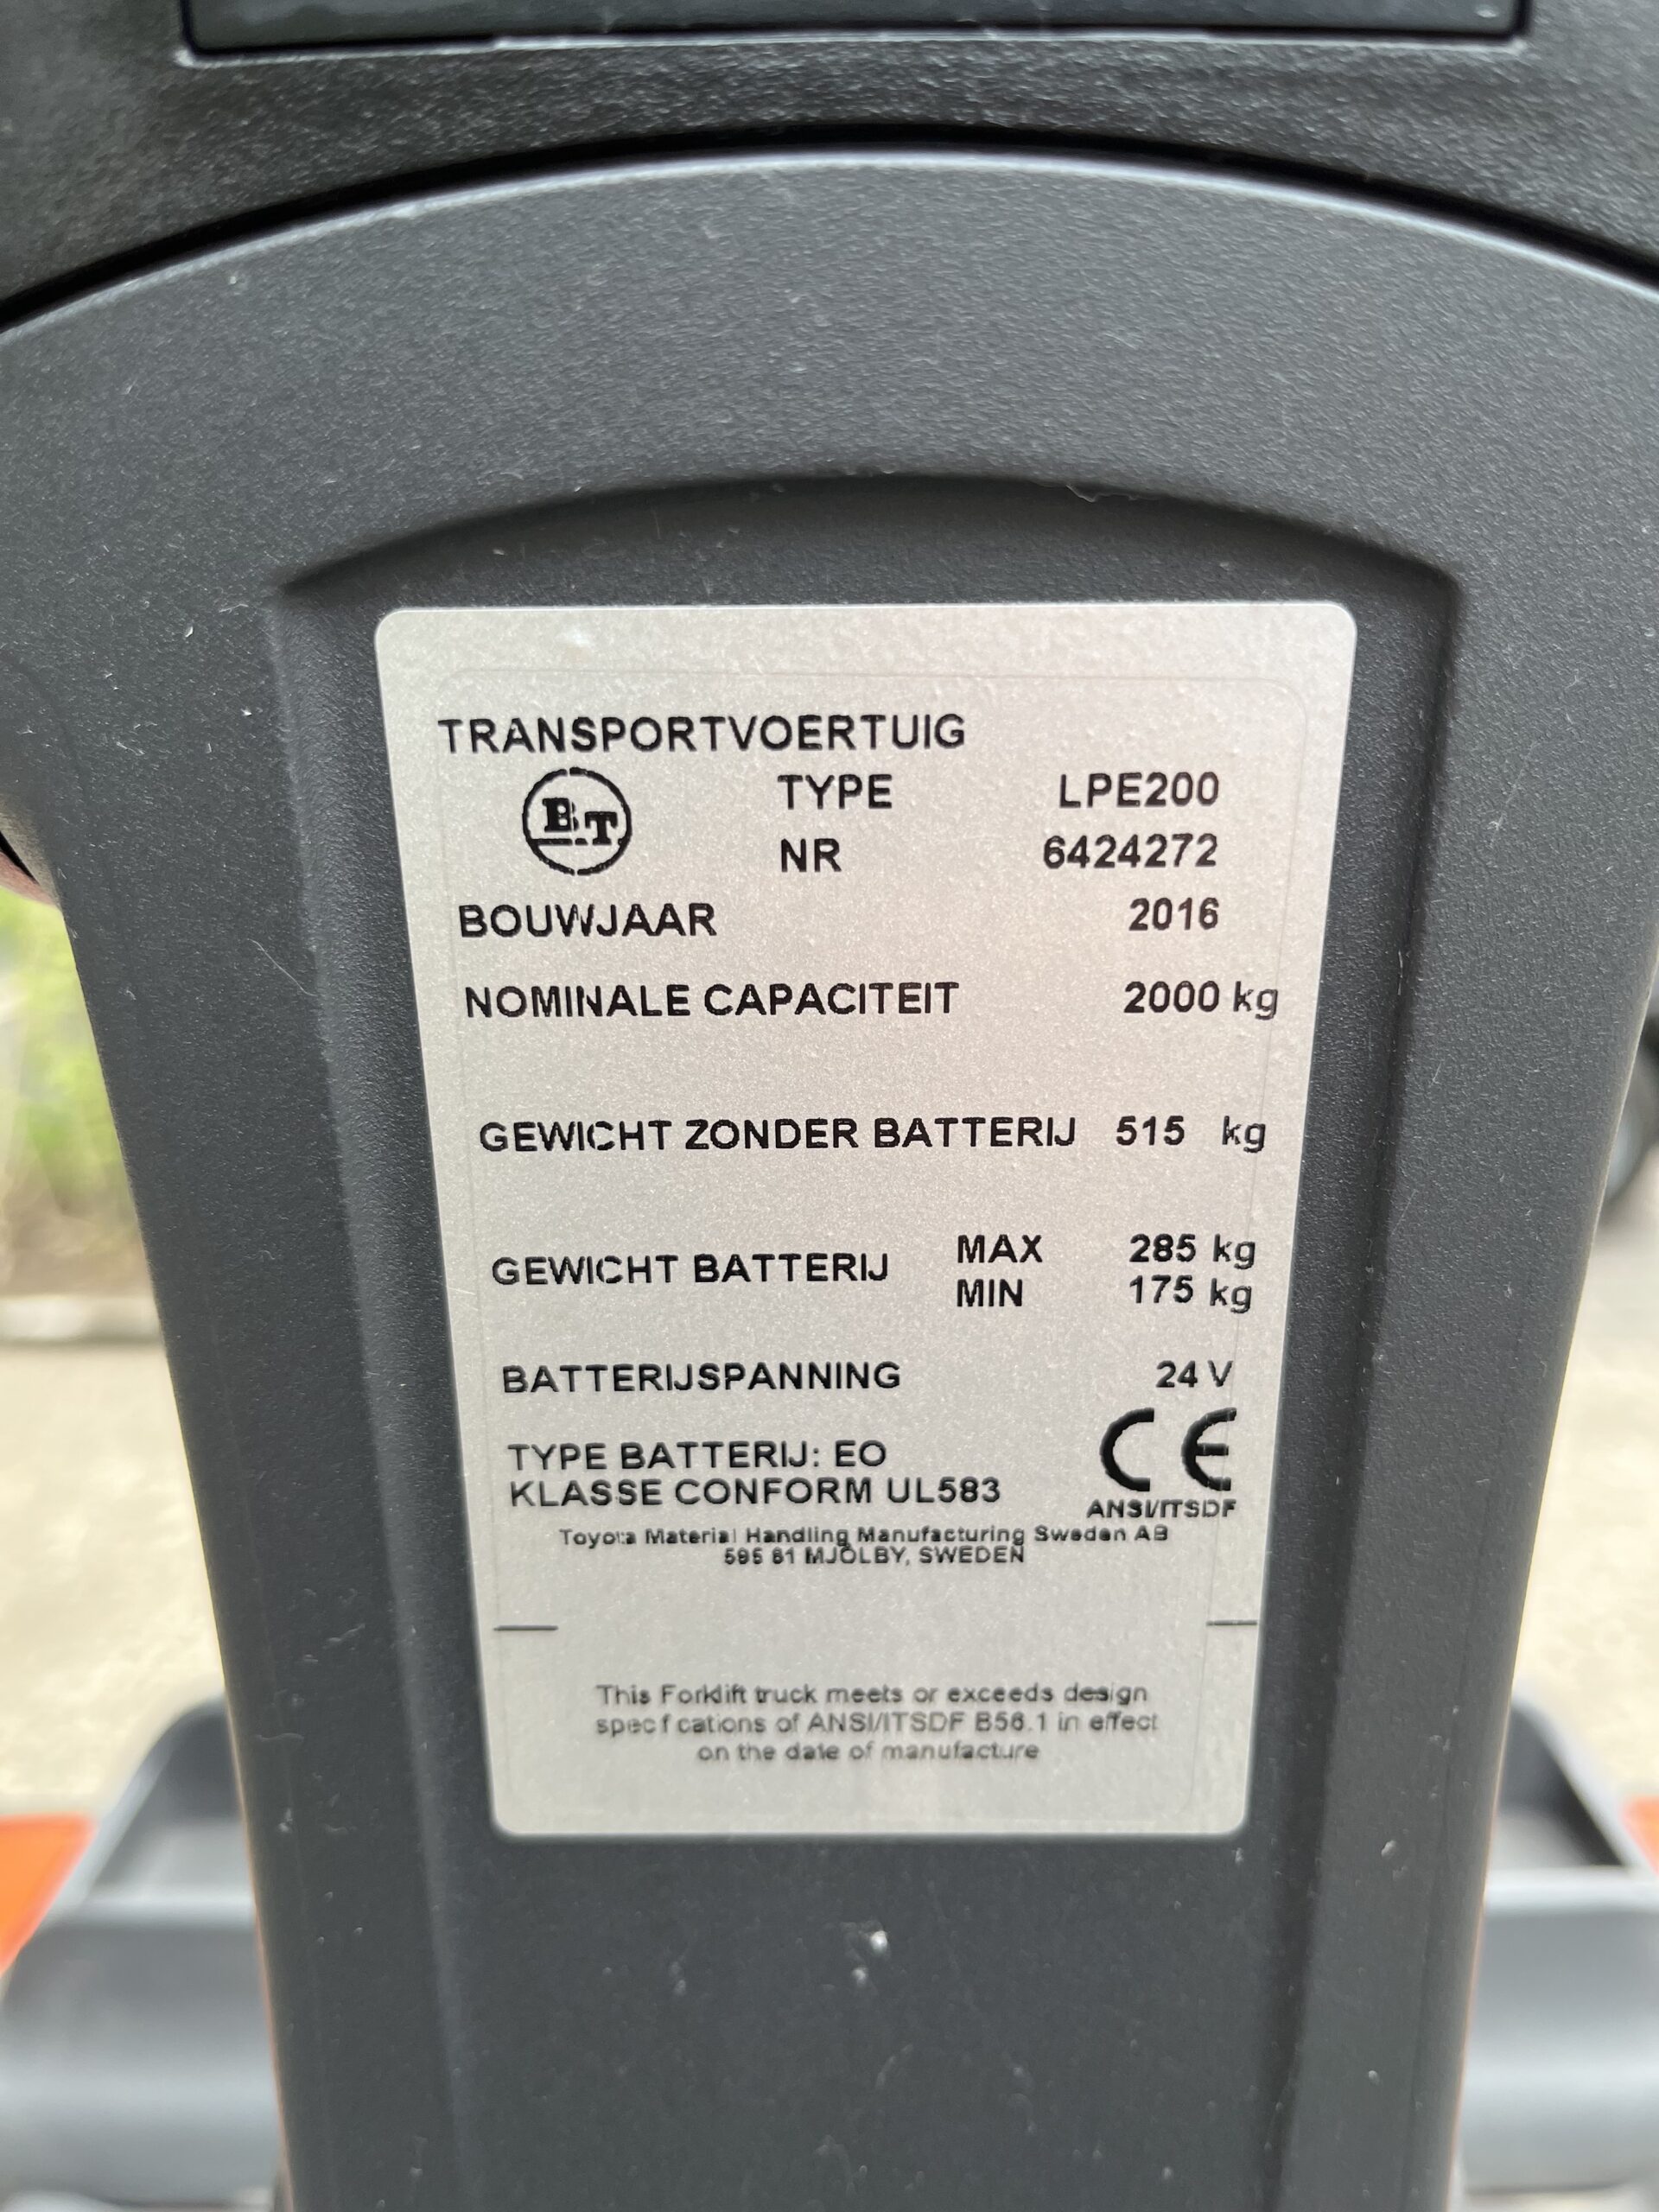 TRANSPORTVOERTUIG
BT TYPE LPE200
NR 6424272
BOUWJAAR 2016
NOMINALE CAPACITEIT 2000 kg
GEWICHT ZONDER BATTERIJ 515 kg
GEWICHT BATTERIJ MAX 285 kg
MIN 175 kg
BATTERIJSPANNING 24 V
CE
TYPE BATTERIJ: EO
KLASSE CONFORM UL583
ANSI/ITSDF
Toyota Material Handling Manufacturing Sweden AB
595 81 MJÖLBY, SWEDEN
This Forklift truck meets or exceeds design
specifications of ANSI/ITSDF B56.1 in effect
on the date of manufacture